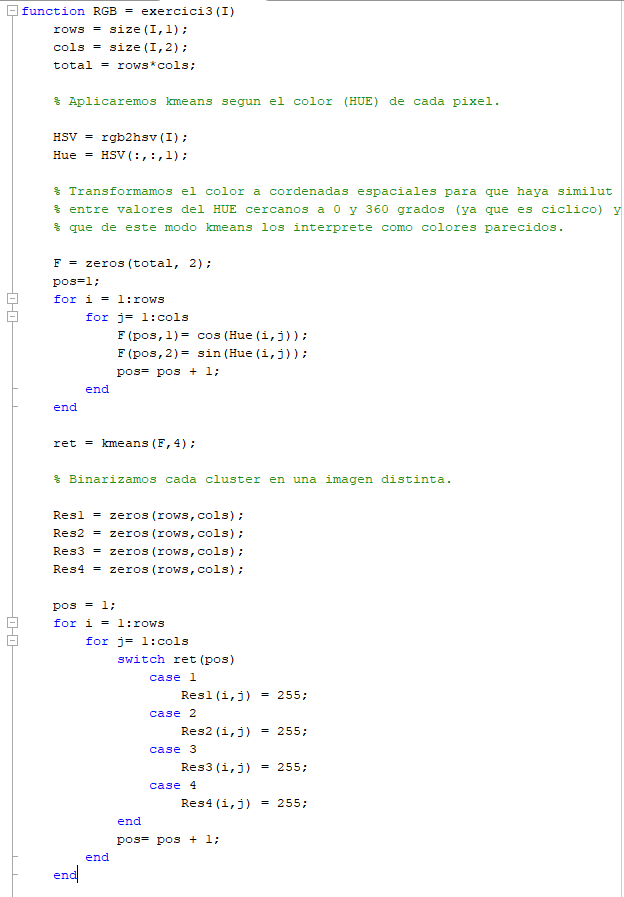 function RGB = exercici3(I)
    rows = size(I,1);
    cols = size(I,2);
    total = rows*cols;

    % Aplicaremos kmeans segun el color (HUE) de cada pixel.

    HSV = rgb2hsv(I);
    Hue = HSV(:,:,1);

    % Transformamos el color a cordenadas espaciales para que haya similut
    % entre valores del HUE cercanos a 0 y 360 grados (ya que es ciclico) y
    % que de este modo kmeans los interprete como colores parecidos.

    F = zeros(total, 2);
    pos=1;
    for i = 1:rows
        for j= 1:cols
            F(pos,1)= cos(Hue(i,j));
            F(pos,2)= sin(Hue(i,j));
            pos= pos + 1;
        end
    end

    ret = kmeans(F,4);

    % Binarizamos cada cluster en una imagen distinta.

    Res1 = zeros(rows,cols);
    Res2 = zeros(rows,cols);
    Res3 = zeros(rows,cols);
    Res4 = zeros(rows,cols);

    pos = 1;
    for i = 1:rows
        for j= 1:cols
            switch ret(pos)
                case 1
                    Res1(i,j) = 255;
                case 2
                    Res2(i,j) = 255;
                case 3
                    Res3(i,j) = 255;
                case 4
                    Res4(i,j) = 255;
            end
            pos= pos + 1;
        end
    end